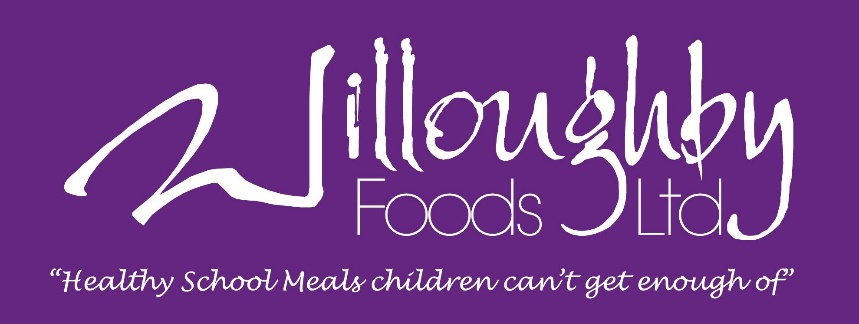 Willoughby
Foods Ltd
“Healthy School Meals children can’t get enough of”